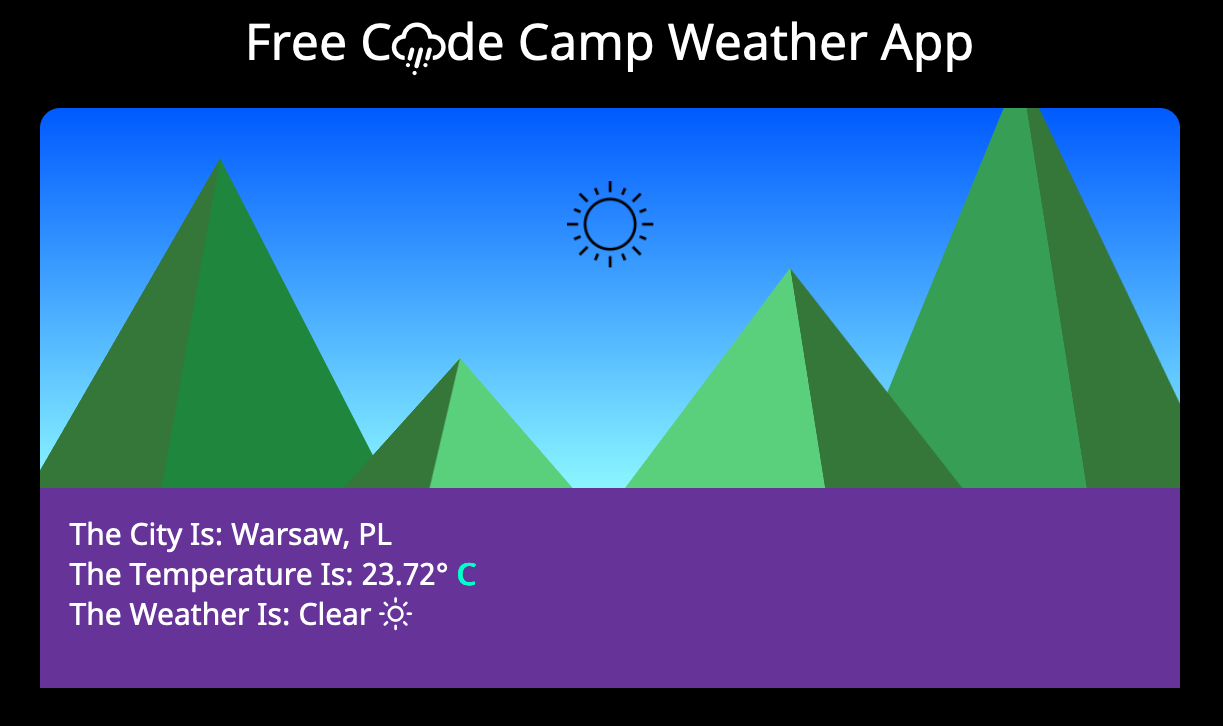 Free Code Camp Weather App
The City Is: Warsaw, PL
The Temperature Is: 23.72° C
The Weather Is: Clear